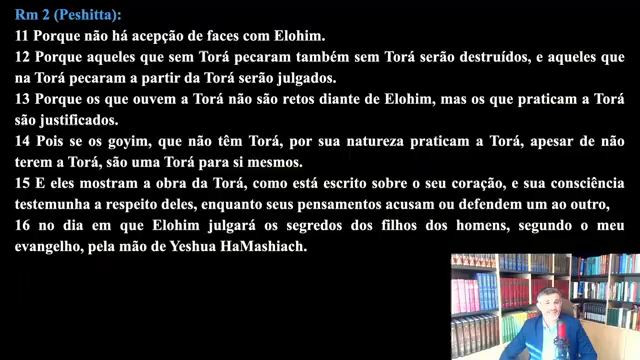 Rm 2 (Peshitta):
11 Porque não há acepção de faces com Elohim.
12 Porque aqueles que sem Torá pecaram também sem Torá serão destruídos, e aqueles que
na Torá pecaram a partir da Torá serão julgados.
13 Porque os que ouvem a Torá não são retos diante de Elohim, mas os que praticam a Torá
são justificados.
14 Pois se os goyim, que não têm Torá, por sua natureza praticam a Torá, apesar de não
terem a Torá, são uma Torá para si mesmos.
15 E eles mostram a obra da Torá, como está escrito sobre o seu coração, e sua consciência
testemunha a respeito deles, enquanto seus pensamentos acusam ou defendem um ao outro,
16 no dia em que Elohim julgará os segredos dos filhos dos homens, segundo o meu
evangelho, pela mão de Yeshua HaMashiach.